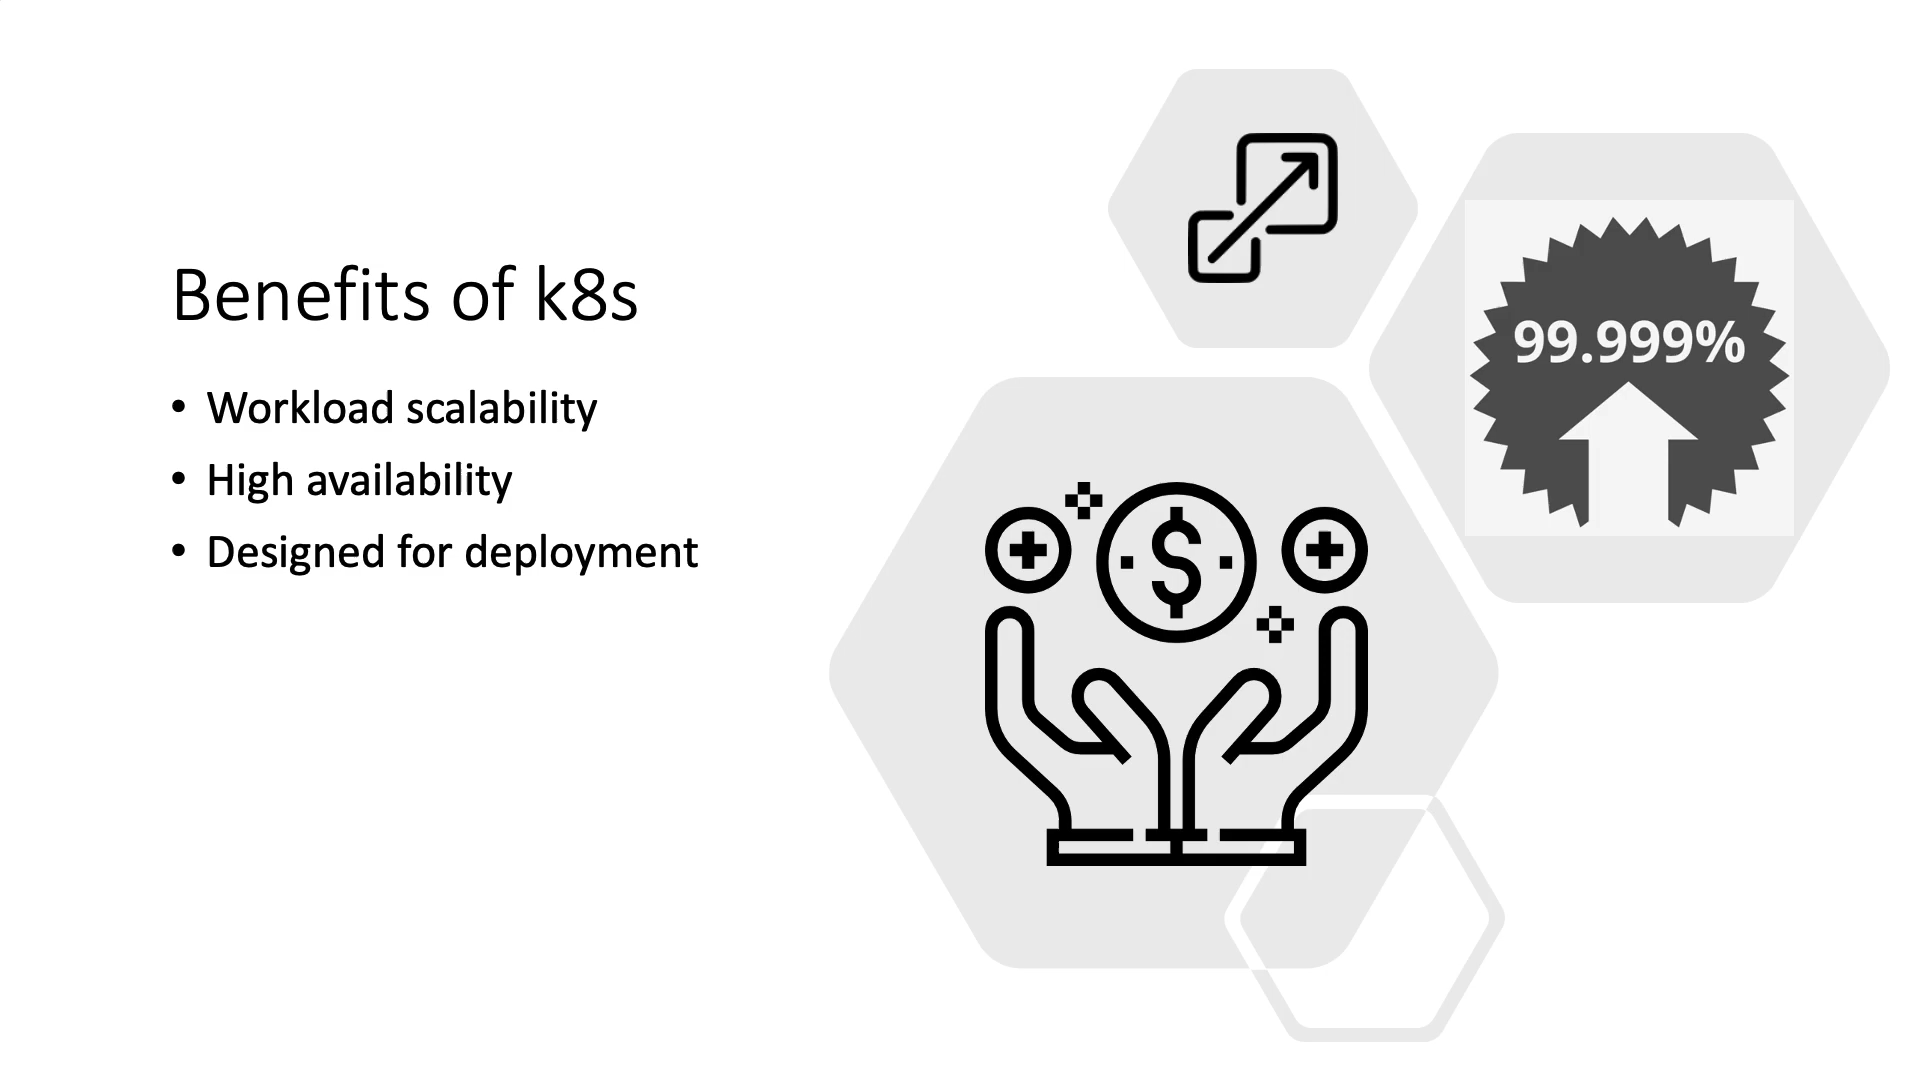 Benefits of k8s
• Workload scalability
• High availability
• Designed for deployment
99.999%
$